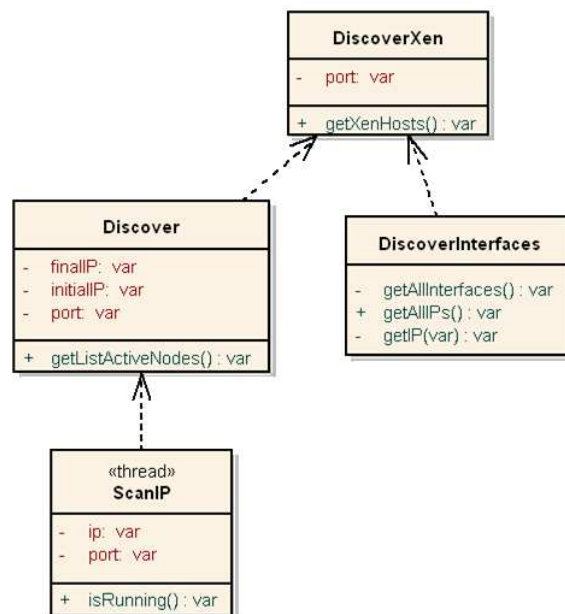 DiscoverXen
- port: var
+ getXenHosts() : var
Discover
- finalIP: var
- initialIP: var
- port: var
+ getListActiveNodes() : var
DiscoverInterfaces
- getAllInterfaces() : var
+ getAllIPs() : var
- getIP(var) : var
«thread»
ScanIP
- ip: var
- port: var
+ isRunning() : var